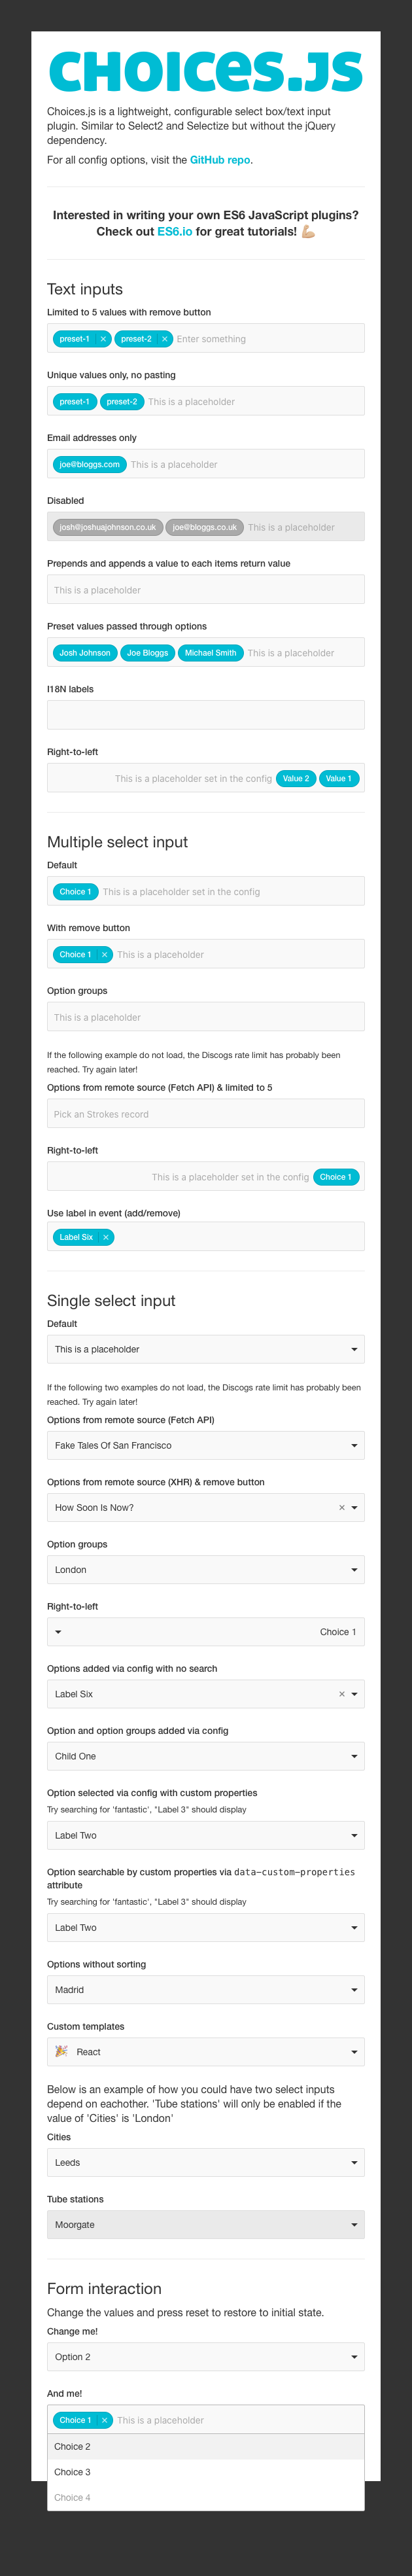 CHOICES.JS
Choices.js is a lightweight, configurable select box/text input
plugin. Similar to Select2 and Selectize but without the jQuery
dependency.
For all config options, visit the GitHub repo.
Interested in writing your own ES6 JavaScript plugins?
Check out ES6.io for great tutorials! 💪🏼
Text inputs
Limited to 5 values with remove button
preset-1 × preset-2 × Enter something
Unique values only, no pasting
preset-1 preset-2 This is a placeholder
Email addresses only
joe@bloggs.com This is a placeholder
Disabled
josh@joshuajohnson.co.uk joe@bloggs.co.uk This is a placeholder
Prepends and appends a value to each items return value
This is a placeholder
Preset values passed through options
Josh Johnson Joe Bloggs Michael Smith This is a placeholder
I18N labels
Right-to-left
This is a placeholder set in the config Value 2 Value 1
Multiple select input
Default
Choice 1 This is a placeholder set in the config
With remove button
Choice 1 × This is a placeholder
Option groups
This is a placeholder
If the following example do not load, the Discogs rate limit has probably been
reached. Try again later!
Options from remote source (Fetch API) & limited to 5
Pick an Strokes record
Right-to-left
This is a placeholder set in the config Choice 1
Use label in event (add/remove)
Label Six ×
Single select input
Default
This is a placeholder
If the following two examples do not load, the Discogs rate limit has probably been
reached. Try again later!
Options from remote source (Fetch API)
Fake Tales Of San Francisco
Options from remote source (XHR) & remove button
How Soon Is Now? ×
Option groups
London
Right-to-left
Choice 1
Options added via config with no search
Label Six ×
Option and option groups added via config
Child One
Option selected via config with custom properties
Try searching for 'fantastic', "Label 3" should display
Label Two
Option searchable by custom properties via data-custom-properties
attribute
Try searching for 'fantastic', "Label 3" should display
Label Two
Options without sorting
Madrid
Custom templates
🎉 React
Below is an example of how you could have two select inputs
depend on eachother. 'Tube stations' will only be enabled if the
value of 'Cities' is 'London'
Cities
Leeds
Tube stations
Moorgate
Form interaction
Change the values and press reset to restore to initial state.
Change me!
Option 2
And me!
Choice 1 × This is a placeholder
Choice 2
Choice 3
Choice 4